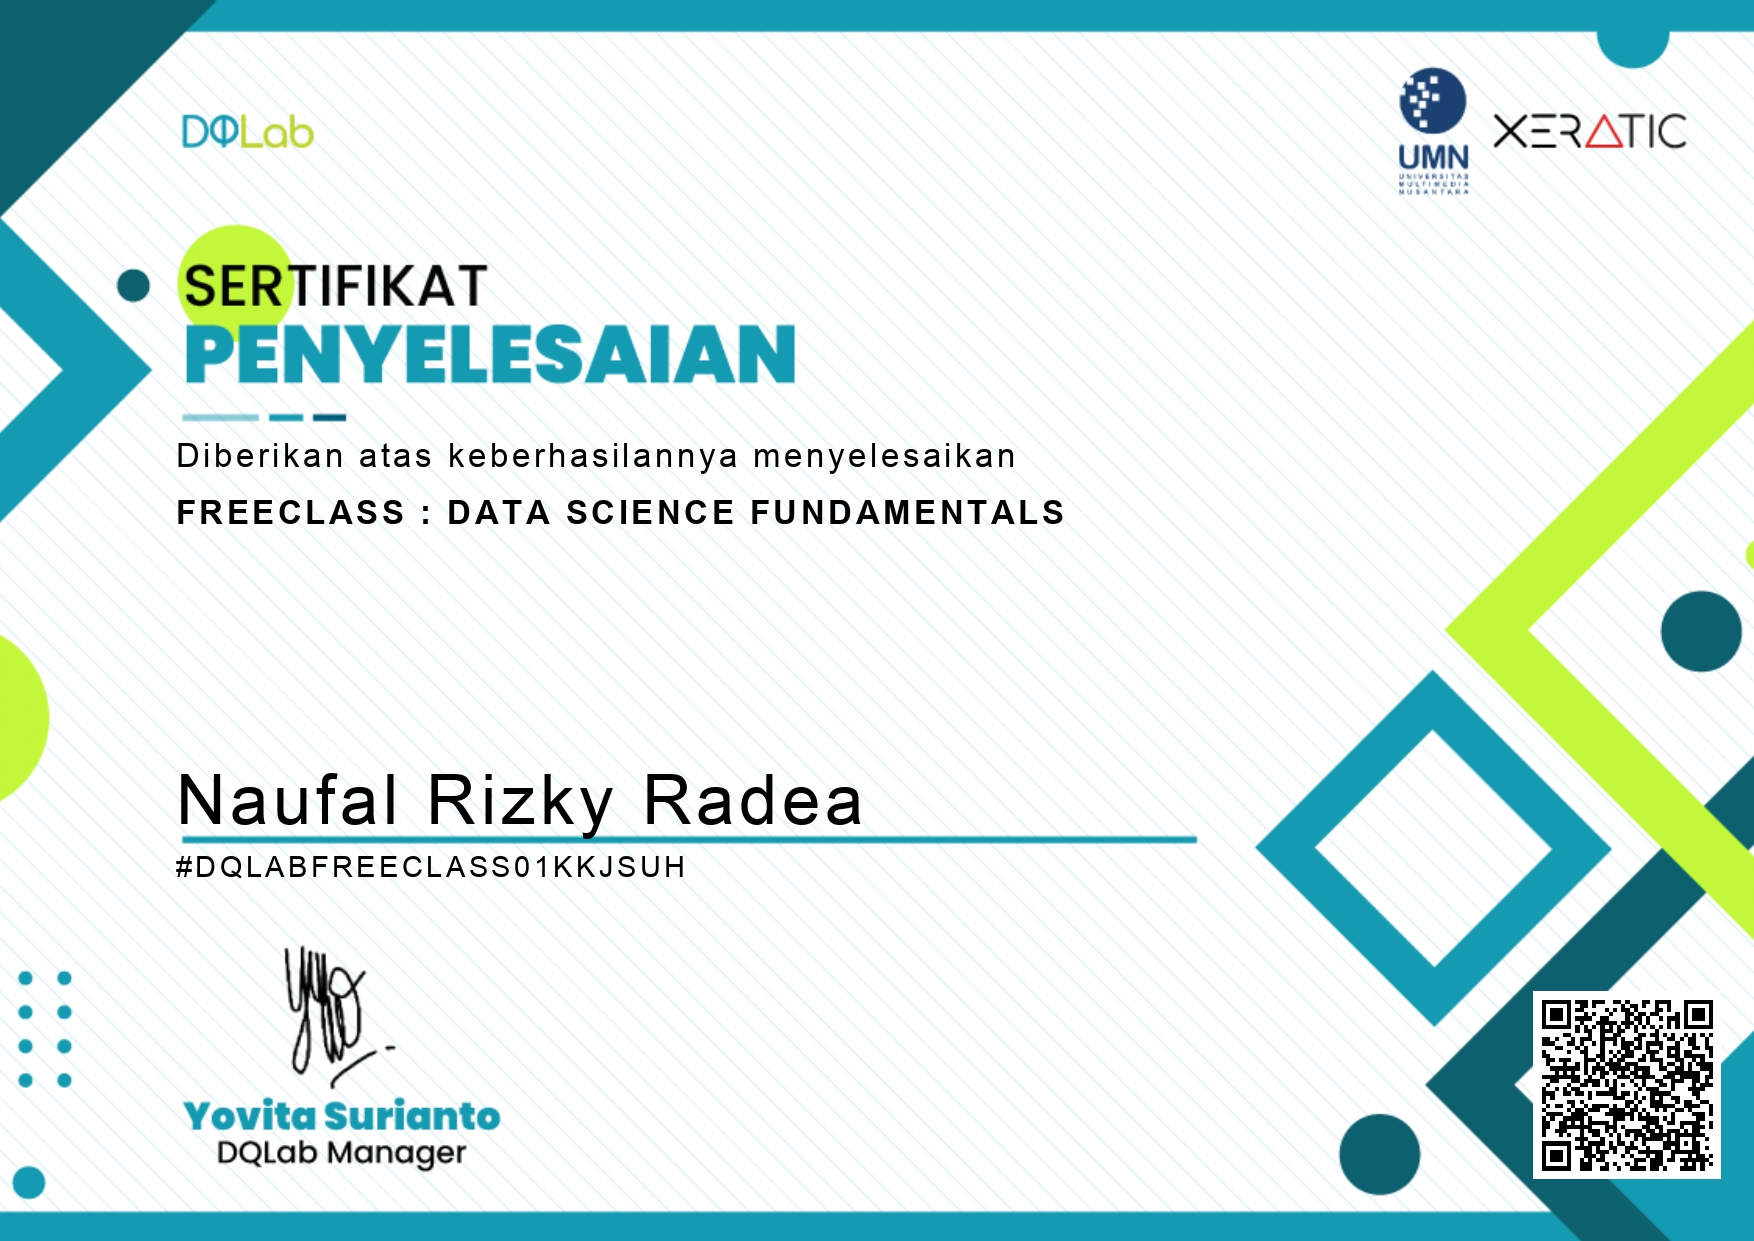 DQLab
UMN
UNIVERSITAS
MULTIMEDIA
NUSANTARA
XERATIC
SERTIFIKAT
PENYELESAIAN
Diberikan atas keberhasilannya menyelesaikan
FREECLASS : DATA SCIENCE FUNDAMENTALS
Naufal Rizky Radea
#DQLABFREECLASS01KKJSUH
Yovita Surianto
DQLab Manager